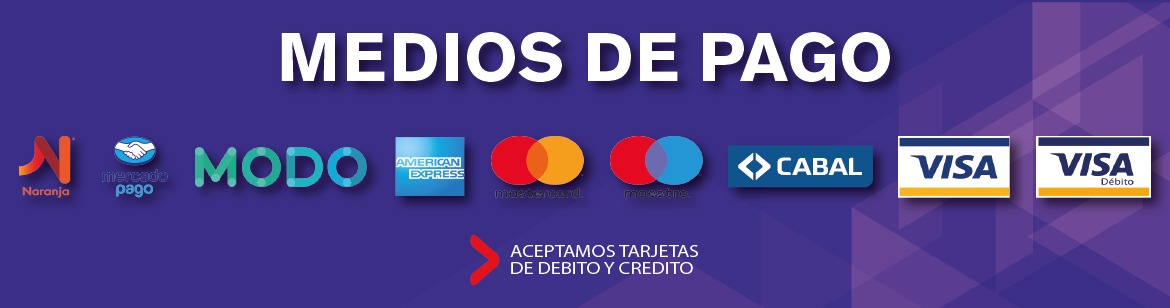 MEDIOS DE PAGO
Naranja
mercado
pago
MODO
AMERICAN
EXPRESS
mastercard.
maestro.
CABAL
VISA
VISA
Débito
ACEPTAMOS TARJETAS
DE DEBITO Y CREDITO